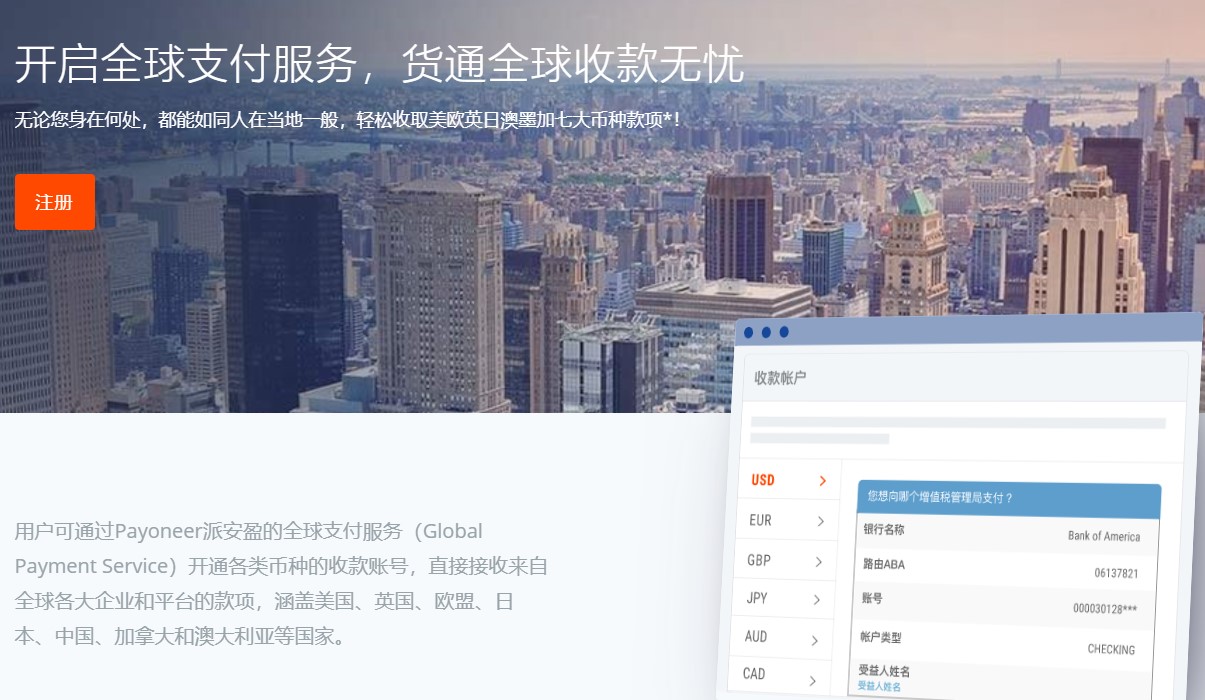 开启全球支付服务，货通全球收款无忧
无论您身在何处，都能如同人在当地一般，轻松收取美欧英日澳墨加七大币种款项*！
注册
收款帐户
USD
EUR
GBP
JPY
AUD
CAD
您想向哪个增值税管理局支付？
银行名称 Bank of America
路由ABA 06137821
账号 000030128***
帐户类型 CHECKING
受益人姓名
受益人姓名
用户可通过Payoneer派安盈的全球支付服务（Global
Payment Service）开通各类币种的收款账号，直接接收来自
全球各大企业和平台的款项，涵盖美国、英国、欧盟、日
本、中国、加拿大和澳大利亚等国家。